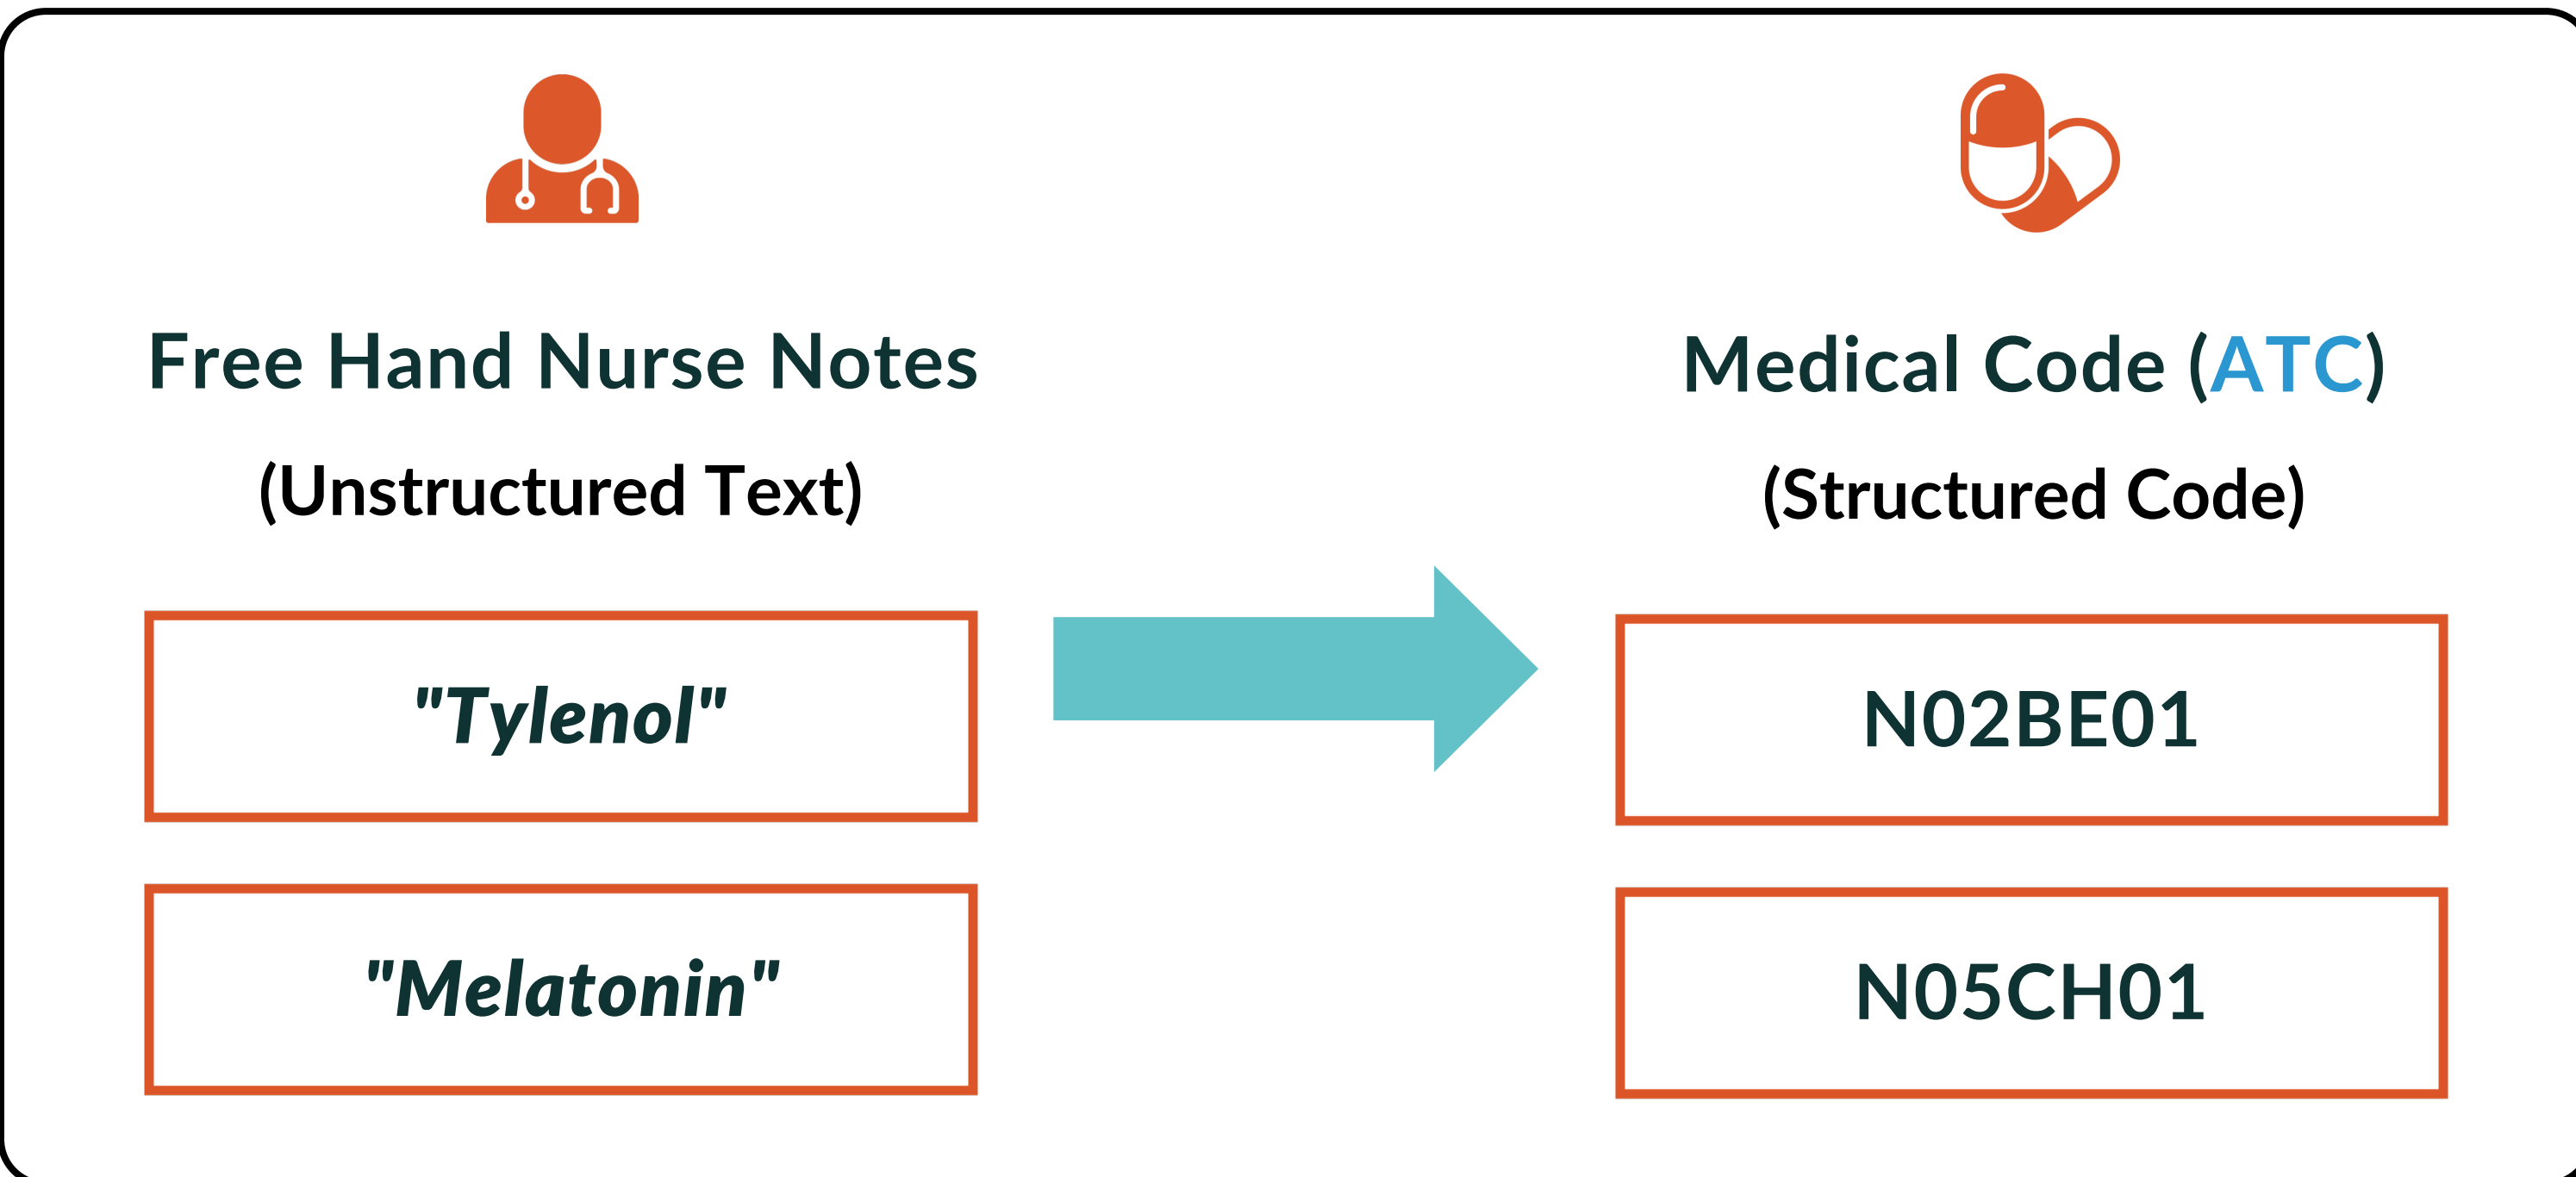 Free Hand Nurse Notes
(Unstructured Text)
"Tylenol"
"Melatonin"
Medical Code (ATC)
(Structured Code)
N02BE01
N05CH01